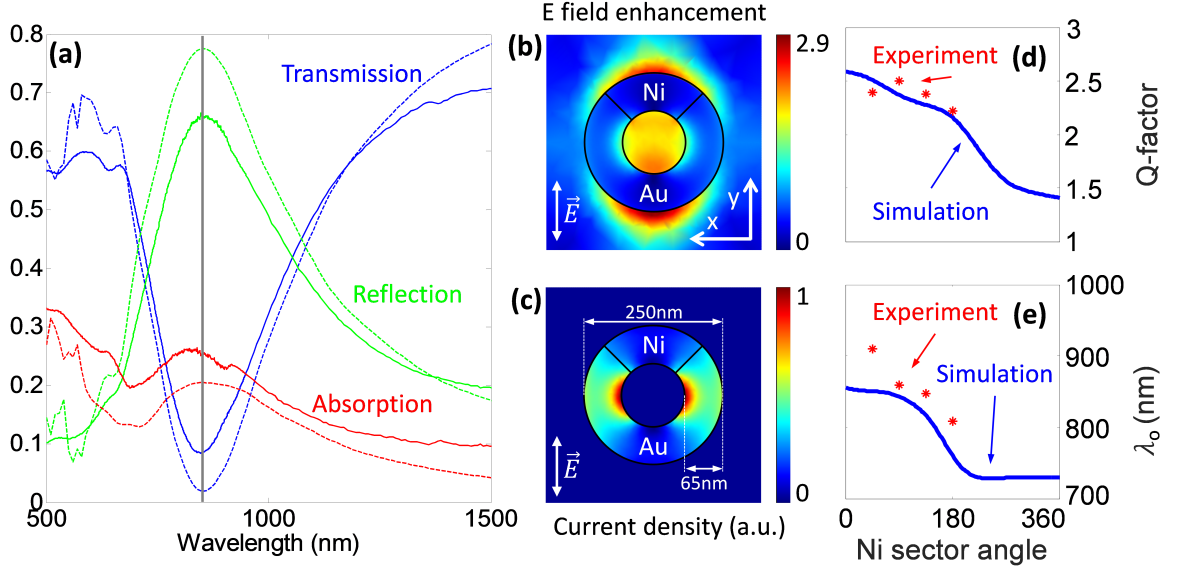 (a)
0.8
0.7
0.6
0.5
0.4
0.3
0.2
0.1
0
500
1000
1500
Wavelength (nm)
Transmission
Reflection
Absorption
E field enhancement
(b)
Ni
Au
E
y
x
2.9
0
(c)
250nm
Ni
Au
E
65nm
1
0
Current density (a.u.)
(d)
Experiment
Simulation
3
2.5
2
1.5
1
Q-factor
(e)
Experiment
Simulation
1000
900
800
700
λo (nm)
0
180
360
Ni sector angle